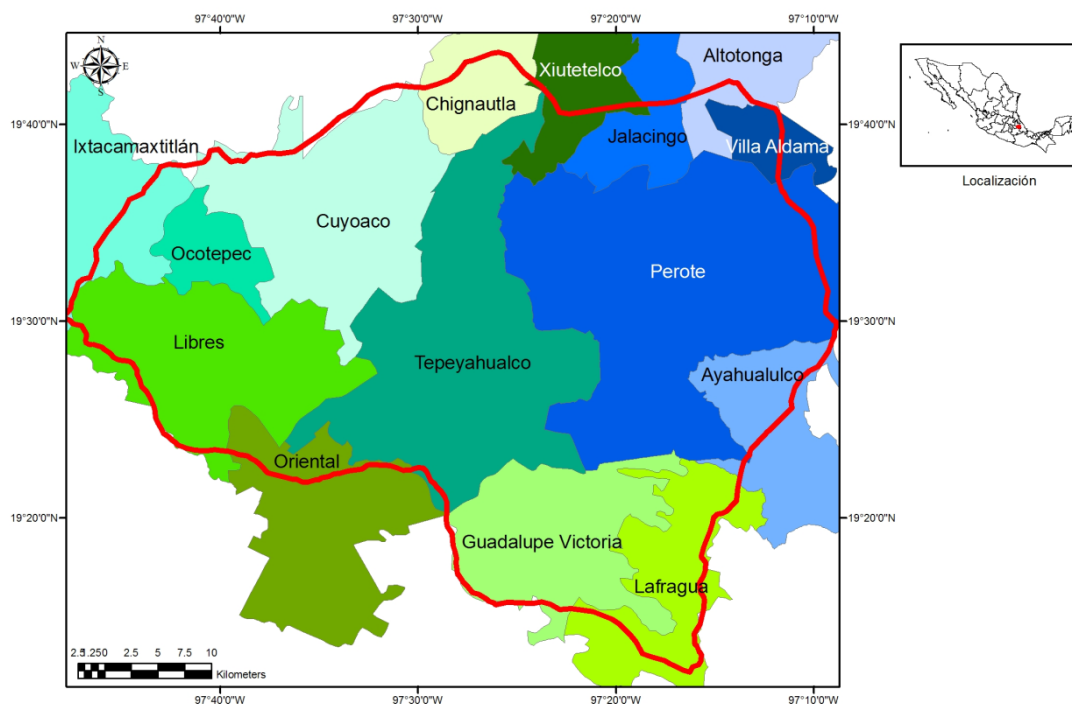 97°40'0"W 97°30'0"W 97°20'0"W 97°10'0"W
N
W E
S
Altotonga
Xiutetelco
Chignautla
19°40'0"N 19°40'0"N
Jalacingo
Villa Aldama
Ixtacamaxtitlán
Localización
Cuyoaco
Ocotepec
Perote
19°30'0"N 19°30'0"N
Libres
Tepeyahualco
Ayahualulco
Oriental
19°20'0"N 19°20'0"N
Guadalupe Victoria
Lafragua
2.5 1.25 0 2.5 5 7.5 10
Kilometers
97°40'0"W 97°30'0"W 97°20'0"W 97°10'0"W